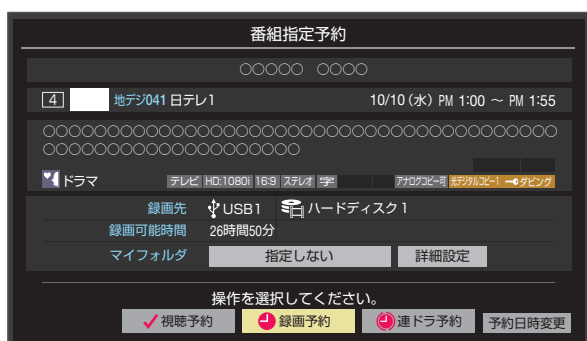 番組指定予約
○○○○○ ○○○○
4 地デジ041 日テレ1 10/10(水) PM 1:00 ～ PM 1:55
○○○○○○○○○○○○○○○○○○○○○○○○○○○○○○○○○○○○○○○○
○○○○○○○○○○○○○○○○○○○○
ドラマ テレビ HD:1080i 16:9 ステレオ 字 アナログコピー可 光デジタルコピー1 ダビング
録画先 USB1 ハードディスク1
録画可能時間 26時間50分
マイフォルダ 指定しない 詳細設定
操作を選択してください。
視聴予約 録画予約 連ドラ予約 予約日時変更